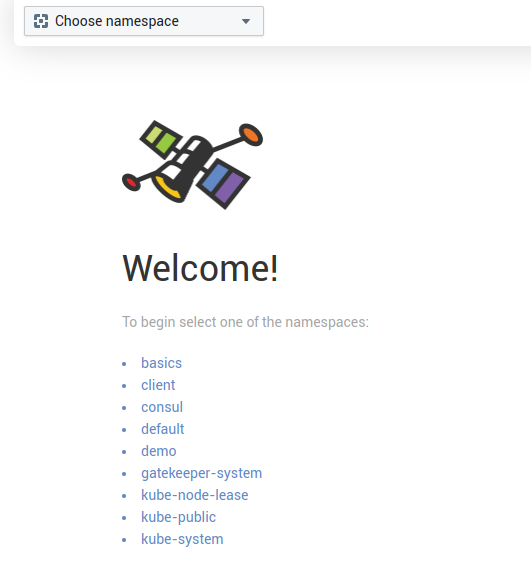 Choose namespace
Welcome!
To begin select one of the namespaces:
basics
client
consul
default
demo
gatekeeper-system
kube-node-lease
kube-public
kube-system